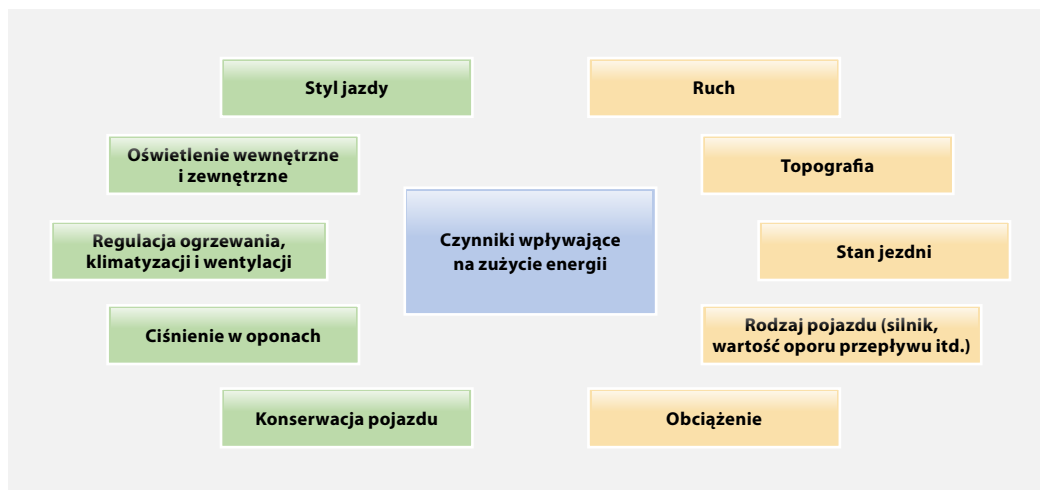 Styl jazdy
Ruch
Oświetlenie wewnętrzne
i zewnętrzne
Topografia
Regulacja ogrzewania,
klimatyzacji i wentylacji
Czynniki wpływające
na zużycie energii
Stan jezdni
Ciśnienie w oponach
Rodzaj pojazdu (silnik,
wartość oporu przepływu itd.)
Konserwacja pojazdu
Obciążenie